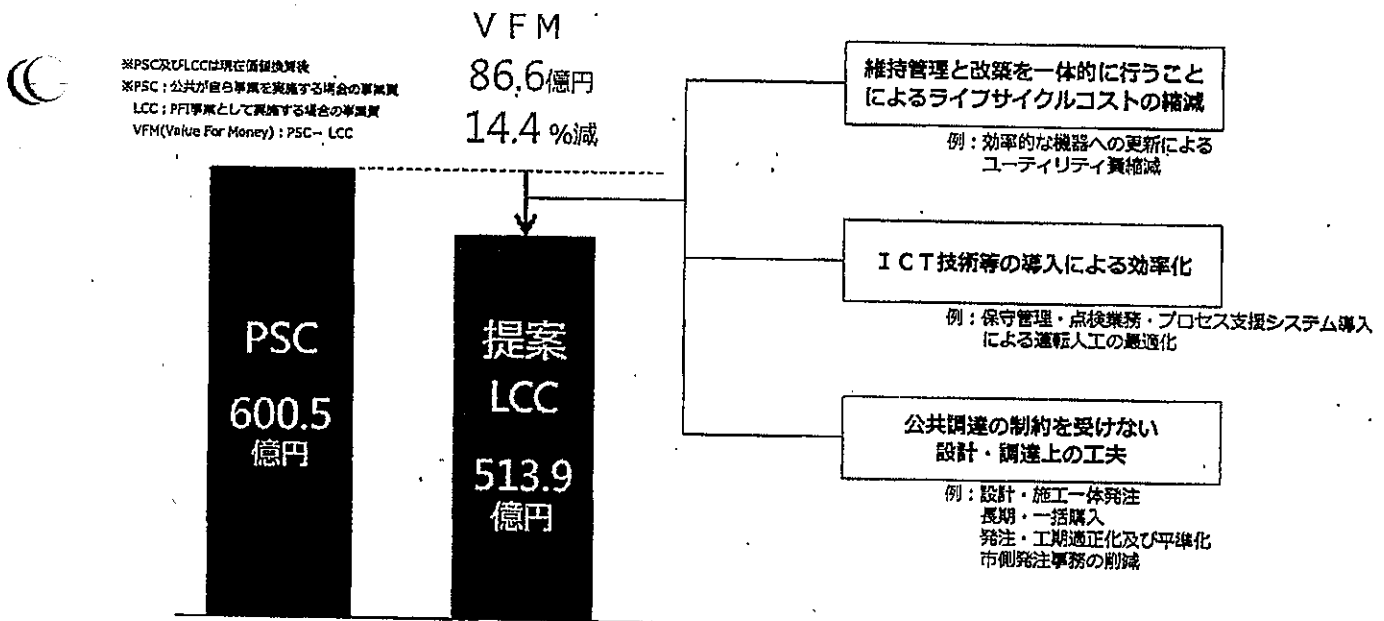 ※PSC及びLCCは現在価値換算後
※PSC：公共が自ら事業を実施する場合の事業費
LCC：PFI事業として実施する場合の事業費
VFM(Value For Money)：PSC－LCC
ＶＦＭ
86.6億円
14.4％減
PSC
600.5
億円
提案
LCC
513.9
億円
維持管理と改築を一体的に行うこと
によるライフサイクルコストの縮減
例：効率的な機器への更新による
ユーティリティ費縮減
ＩＣＴ技術等の導入による効率化
例：保守管理・点検業務・プロセス支援システム導入
による運転人工の最適化
公共調達の制約を受けない
設計・調達上の工夫
例：設計・施工一体発注
長期・一括購入
発注・工期適正化及び平準化
市側発注事務の削減